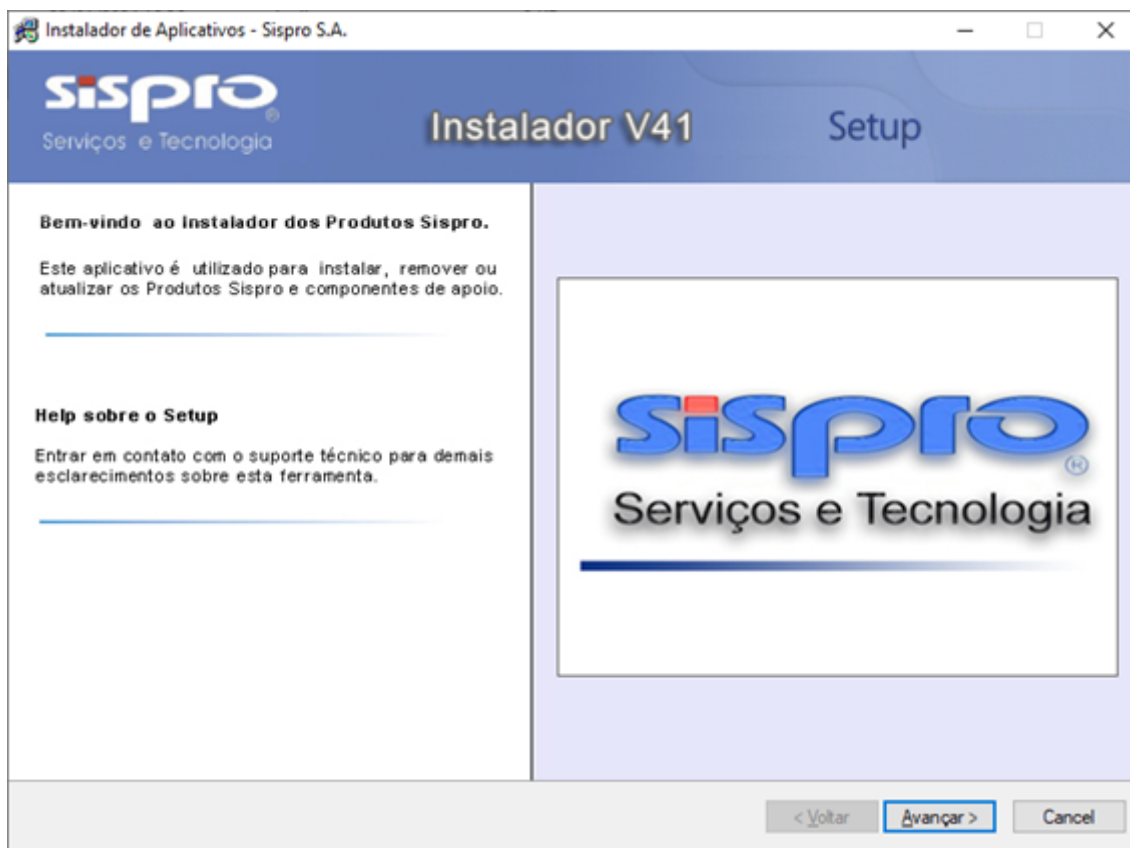 Instalador de Aplicativos - Sispro S.A.
sispro®
Serviços e Tecnologia
Instalador V41
Setup
Bem-vindo ao Instalador dos Produtos Sispro.
Este aplicativo é utilizado para instalar, remover ou
atualizar os Produtos Sispro e componentes de apoio.
Help sobre o Setup
Entrar em contato com o suporte técnico para demais
esclarecimentos sobre esta ferramenta.
sispro®
Serviços e Tecnologia
< Voltar
Avançar >
Cancel